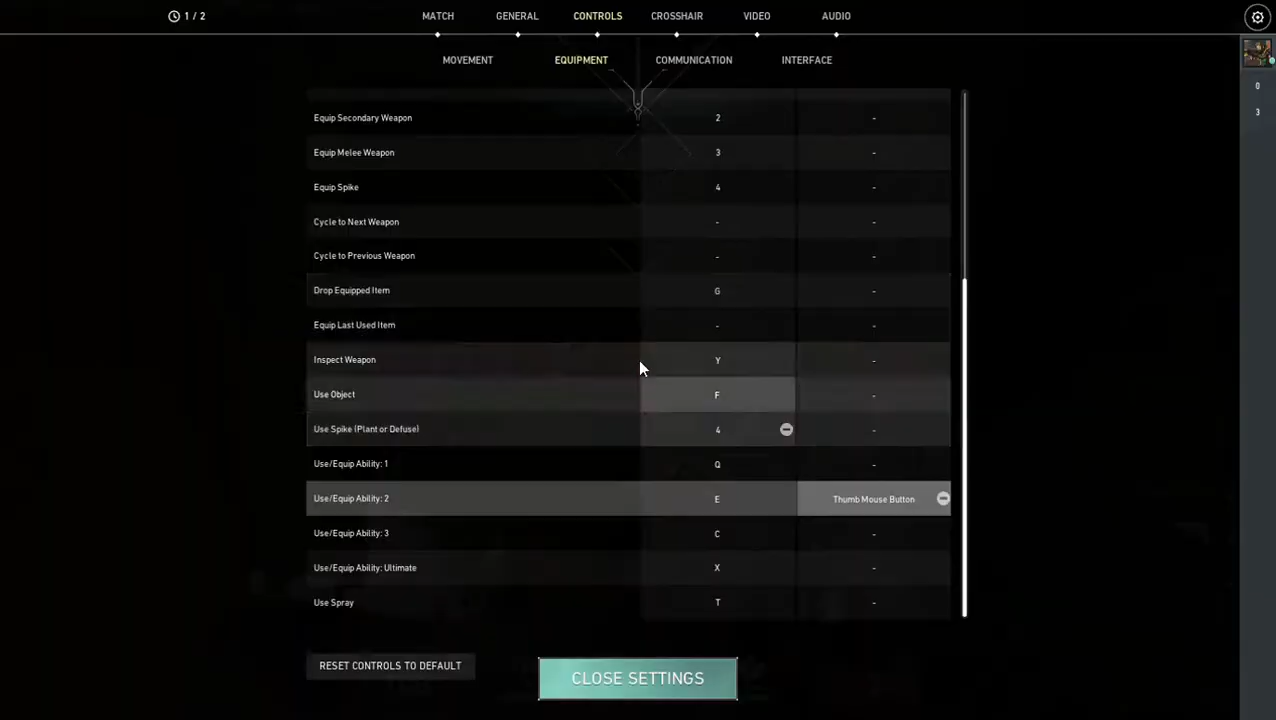 1 / 2
MATCH GENERAL CONTROLS CROSSHAIR VIDEO AUDIO
MOVEMENT EQUIPMENT COMMUNICATION INTERFACE
0
3
Equip Secondary Weapon 2 -
Equip Melee Weapon 3 -
Equip Spike 4 -
Cycle to Next Weapon - -
Cycle to Previous Weapon - -
Drop Equipped Item G -
Equip Last Used Item - -
Inspect Weapon Y -
Use Object F -
Use Spike (Plant or Defuse) 4 -
Use/Equip Ability: 1 Q -
Use/Equip Ability: 2 E Thumb Mouse Button
Use/Equip Ability: 3 C -
Use/Equip Ability: Ultimate X -
Use Spray T -
RESET CONTROLS TO DEFAULT
CLOSE SETTINGS